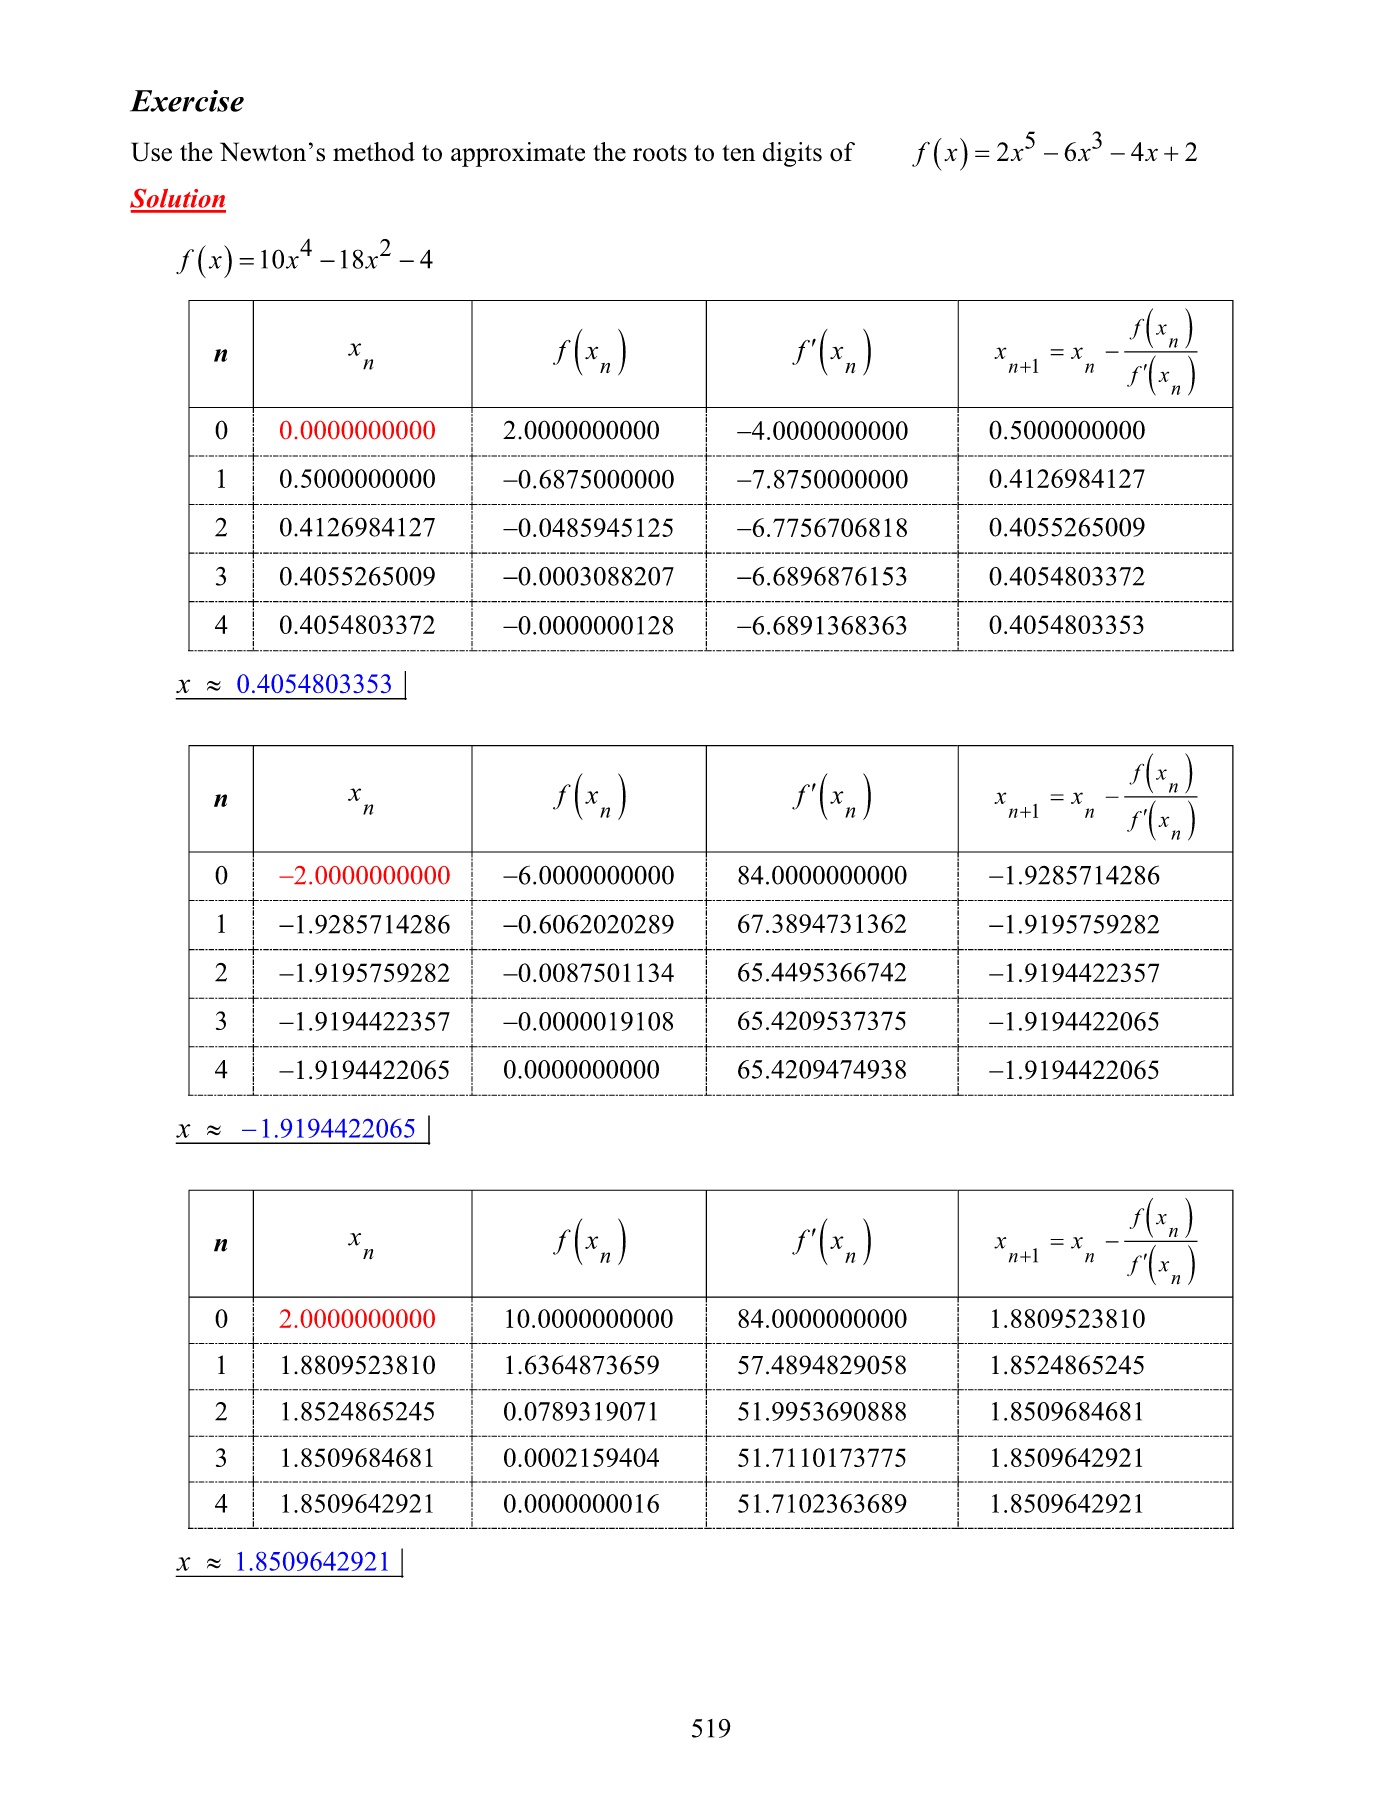 Exercise
Use the Newton’s method to approximate the roots to ten digits of f(x) = 2x^5 − 6x^3 − 4x + 2
Solution
f(x) = 10x^4 − 18x^2 − 4
n x_n f(x_n) f′(x_n) x_{n+1} = x_n − f(x_n)/f′(x_n)
0 0.0000000000 2.0000000000 −4.0000000000 0.5000000000
1 0.5000000000 −0.6875000000 −7.8750000000 0.4126984127
2 0.4126984127 −0.0485945125 −6.7756706818 0.4055265009
3 0.4055265009 −0.0003088207 −6.6896876153 0.4054803372
4 0.4054803372 −0.0000000128 −6.6891368363 0.4054803353
x ≈ 0.4054803353
n x_n f(x_n) f′(x_n) x_{n+1} = x_n − f(x_n)/f′(x_n)
0 −2.0000000000 −6.0000000000 84.0000000000 −1.9285714286
1 −1.9285714286 −0.6062020289 67.3894731362 −1.9195759282
2 −1.9195759282 −0.0087501134 65.4495366742 −1.9194422357
3 −1.9194422357 −0.0000019108 65.4209537375 −1.9194422065
4 −1.9194422065 0.0000000000 65.4209474938 −1.9194422065
x ≈ −1.9194422065
n x_n f(x_n) f′(x_n) x_{n+1} = x_n − f(x_n)/f′(x_n)
0 2.0000000000 10.0000000000 84.0000000000 1.8809523810
1 1.8809523810 1.6364873659 57.4894829058 1.8524865245
2 1.8524865245 0.0789319071 51.9953690888 1.8509684681
3 1.8509684681 0.0002159404 51.7110173775 1.8509642921
4 1.8509642921 0.0000000016 51.7102363689 1.8509642921
x ≈ 1.8509642921
519